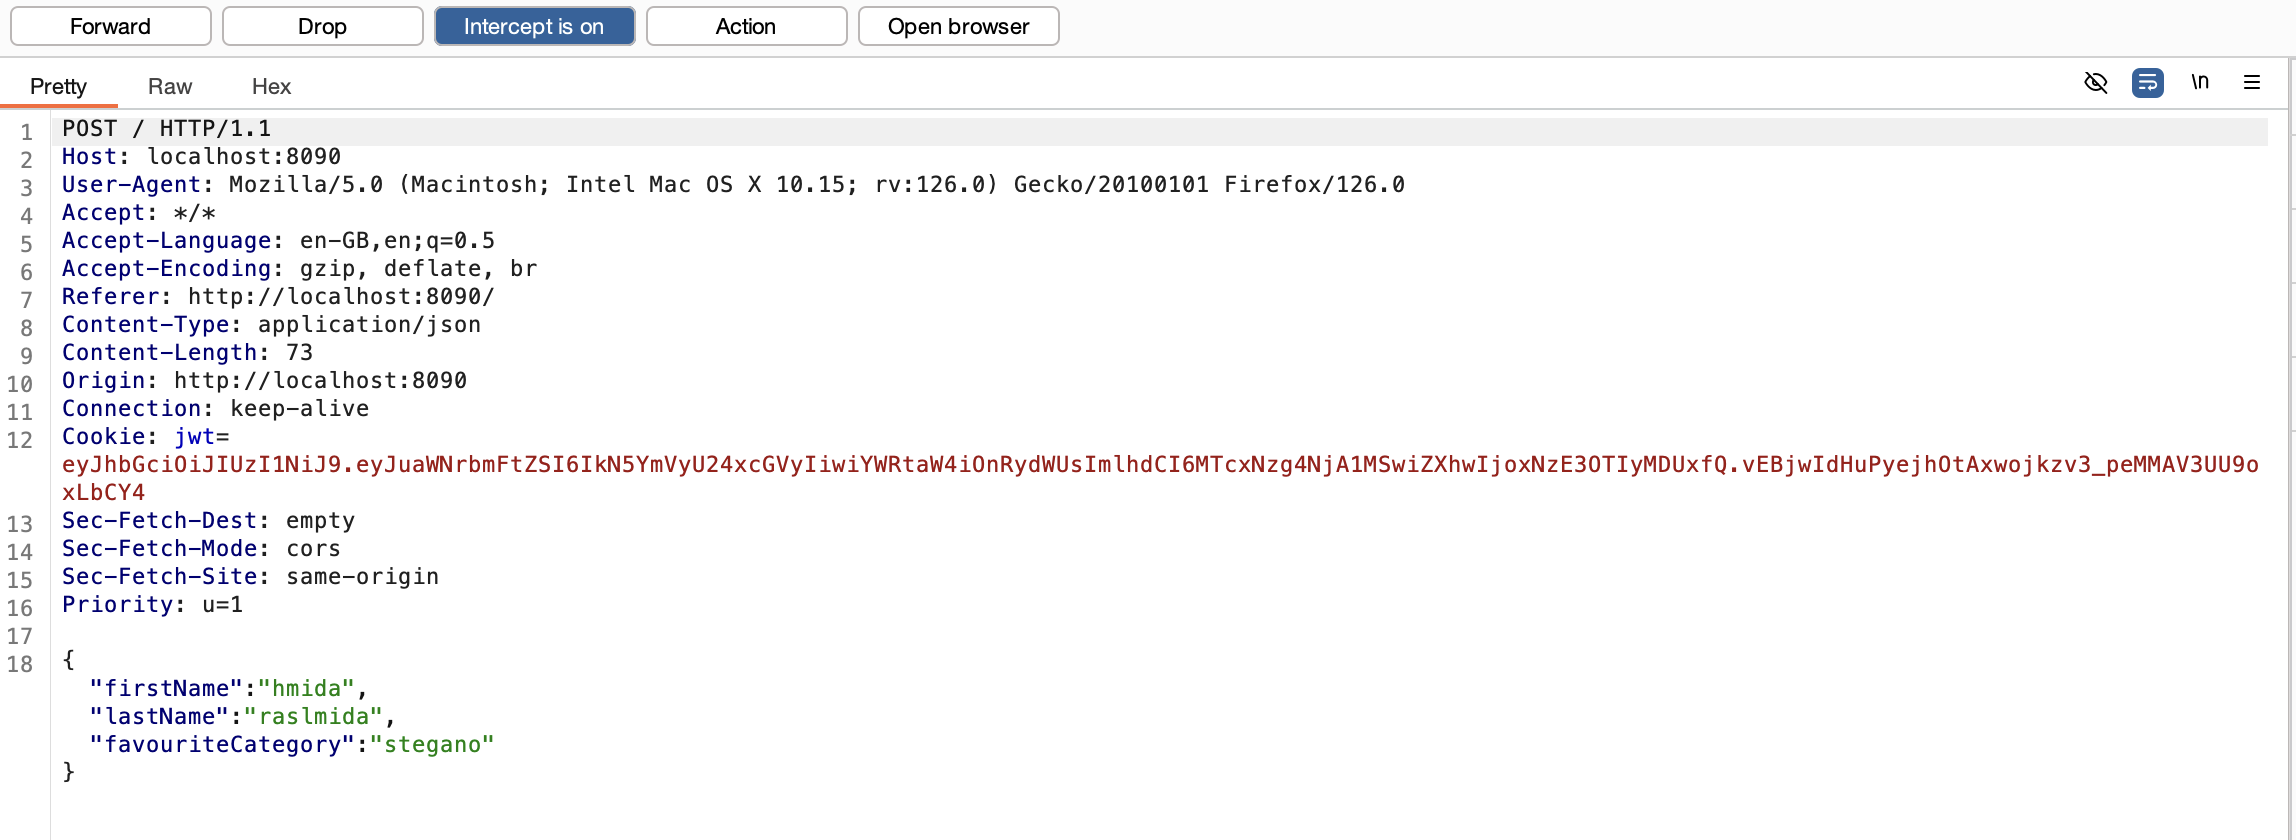 Forward Drop Intercept is on Action Open browser
Pretty Raw Hex \n
1 POST / HTTP/1.1
2 Host: localhost:8090
3 User-Agent: Mozilla/5.0 (Macintosh; Intel Mac OS X 10.15; rv:126.0) Gecko/20100101 Firefox/126.0
4 Accept: */*
5 Accept-Language: en-GB,en;q=0.5
6 Accept-Encoding: gzip, deflate, br
7 Referer: http://localhost:8090/
8 Content-Type: application/json
9 Content-Length: 73
10 Origin: http://localhost:8090
11 Connection: keep-alive
12 Cookie: jwt=
eyJhbGciOiJIUzI1NiJ9.eyJuaWNrbmFtZSI6IkN5YmVyU24xcGVyIiwiYWRtaW4iOnRydWUsImlhdCI6MTcxNzg4NjA1MSwiZXhwIjoxNzE3OTIyMDUxfQ.vEBjwIdHuPyejhOtAxwojkzv3_peMMAV3UU9o
xLbCY4
13 Sec-Fetch-Dest: empty
14 Sec-Fetch-Mode: cors
15 Sec-Fetch-Site: same-origin
16 Priority: u=1
17
18 {
"firstName":"hmida",
"lastName":"raslmida",
"favouriteCategory":"stegano"
}